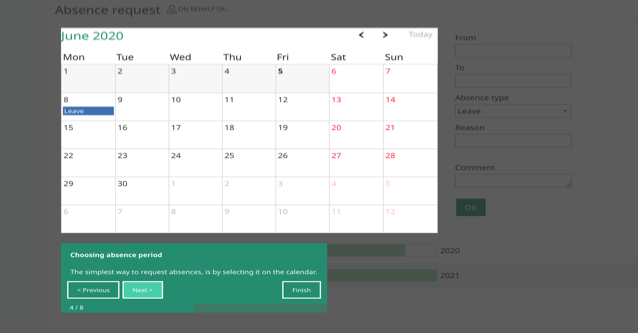 Absence request ON BEHALF OF..
June 2020 < > Today
Mon Tue Wed Thu Fri Sat Sun
1 2 3 4 5 6 7
8 9 10 11 12 13 14
Leave
15 16 17 18 19 20 21
22 23 24 25 26 27 28
29 30 1 2 3 4 5
6 7 8 9 10 11 12
From
To
Absence type
Leave
Reason
Comment
OK
Choosing absence period
The simplest way to request absences, is by selecting it on the calendar.
< Previous Next > Finish
4 / 8
2020
2021